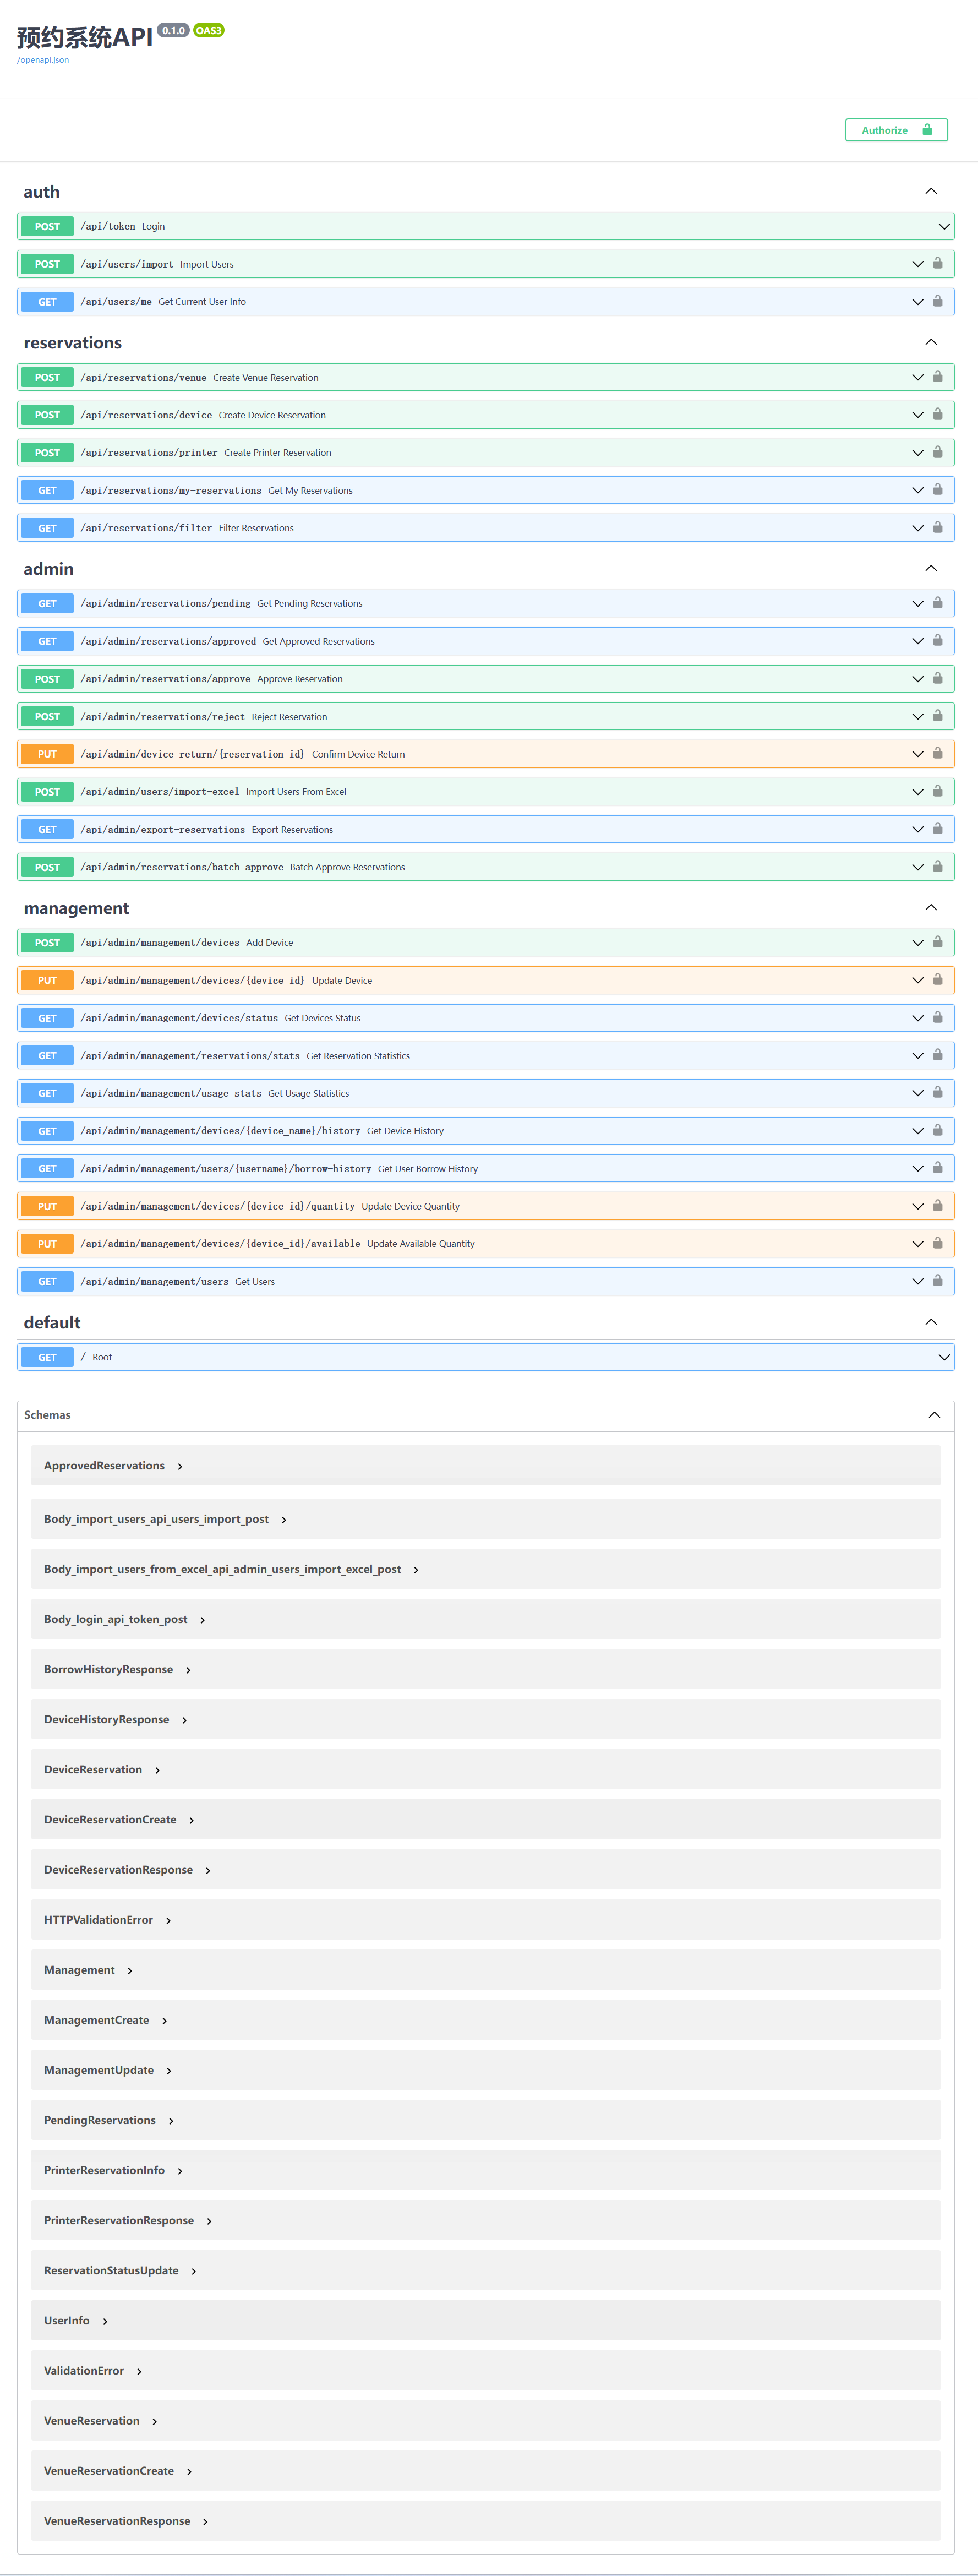 预约系统API 0.1.0 OAS3
/openapi.json
Authorize
auth
POST /api/token Login
POST /api/users/import Import Users
GET /api/users/me Get Current User Info
reservations
POST /api/reservations/venue Create Venue Reservation
POST /api/reservations/device Create Device Reservation
POST /api/reservations/printer Create Printer Reservation
GET /api/reservations/my-reservations Get My Reservations
GET /api/reservations/filter Filter Reservations
admin
GET /api/admin/reservations/pending Get Pending Reservations
GET /api/admin/reservations/approved Get Approved Reservations
POST /api/admin/reservations/approve Approve Reservation
POST /api/admin/reservations/reject Reject Reservation
PUT /api/admin/device-return/{reservation_id} Confirm Device Return
POST /api/admin/users/import-excel Import Users From Excel
GET /api/admin/export-reservations Export Reservations
POST /api/admin/reservations/batch-approve Batch Approve Reservations
management
POST /api/admin/management/devices Add Device
PUT /api/admin/management/devices/{device_id} Update Device
GET /api/admin/management/devices/status Get Devices Status
GET /api/admin/management/reservations/stats Get Reservation Statistics
GET /api/admin/management/usage-stats Get Usage Statistics
GET /api/admin/management/devices/{device_name}/history Get Device History
GET /api/admin/management/users/{username}/borrow-history Get User Borrow History
PUT /api/admin/management/devices/{device_id}/quantity Update Device Quantity
PUT /api/admin/management/devices/{device_id}/available Update Available Quantity
GET /api/admin/management/users Get Users
default
GET / Root
Schemas
ApprovedReservations
Body_import_users_api_users_import_post
Body_import_users_from_excel_api_admin_users_import_excel_post
Body_login_api_token_post
BorrowHistoryResponse
DeviceHistoryResponse
DeviceReservation
DeviceReservationCreate
DeviceReservationResponse
HTTPValidationError
Management
ManagementCreate
ManagementUpdate
PendingReservations
PrinterReservationInfo
PrinterReservationResponse
ReservationStatusUpdate
UserInfo
ValidationError
VenueReservation
VenueReservationCreate
VenueReservationResponse